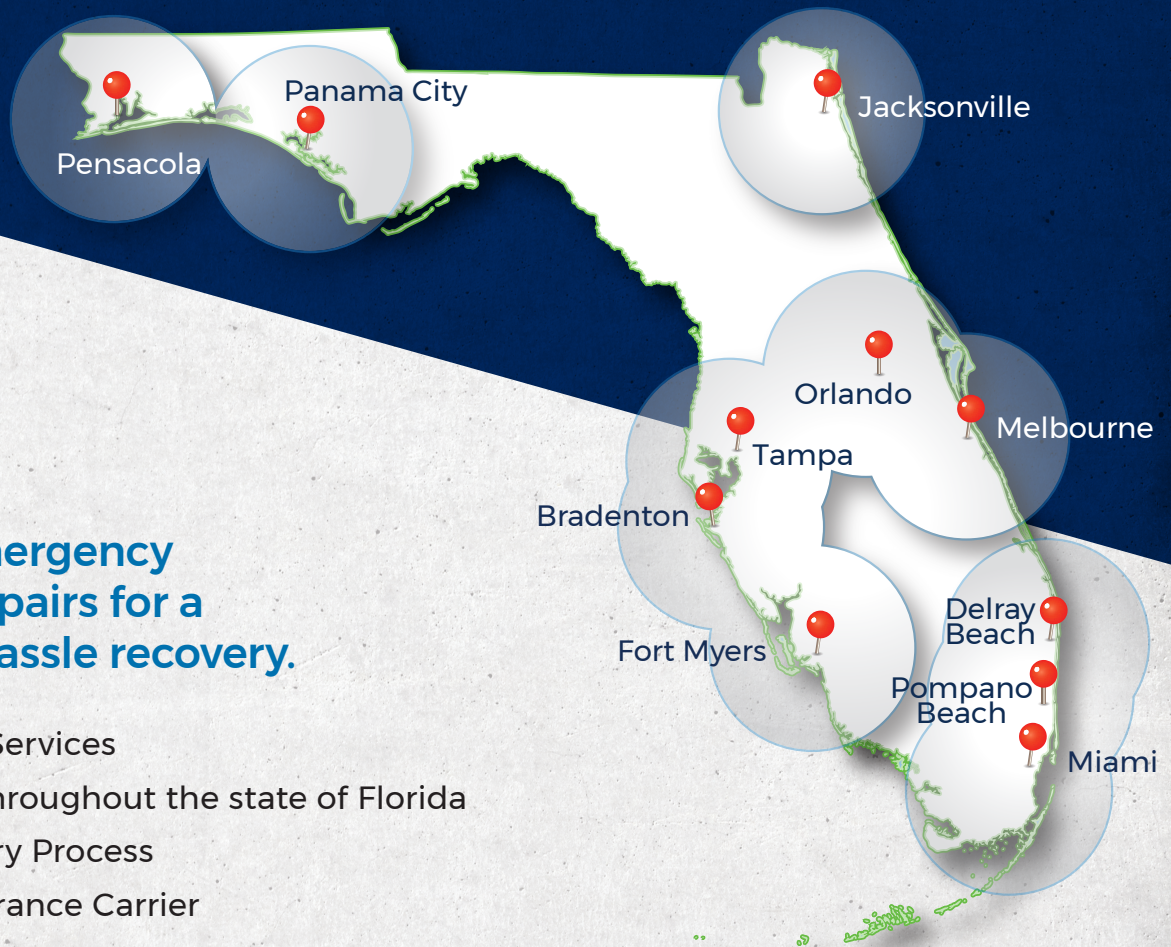 Panama City
Jacksonville
Pensacola
Orlando
Melbourne
Tampa
Bradenton
Delray
Beach
Fort Myers
Pompano
Beach
Miami
mergency
pairs for a
assle recovery.
Services
hroughout the state of Florida
ry Process
rance Carrier